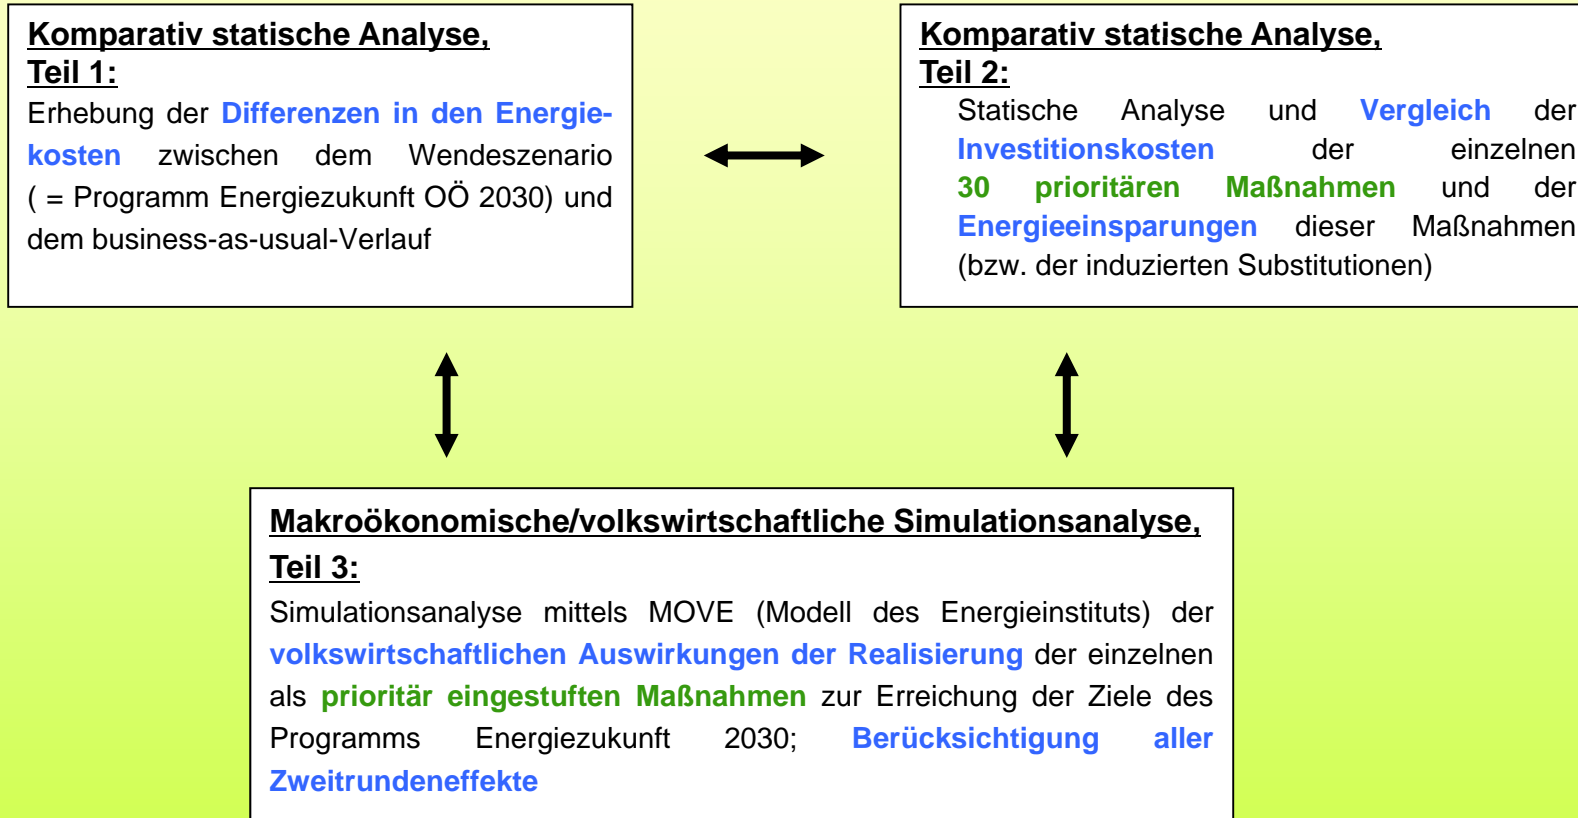 Komparativ statische Analyse,
Teil 1:
Erhebung der Differenzen in den Energie-
kosten zwischen dem Wendeszenario
( = Programm Energiezukunft OÖ 2030) und
dem business-as-usual-Verlauf
Komparativ statische Analyse,
Teil 2:
Statische Analyse und Vergleich der
Investitionskosten der einzelnen
30 prioritären Maßnahmen und der
Energieeinsparungen dieser Maßnahmen
(bzw. der induzierten Substitutionen)
Makroökonomische/volkswirtschaftliche Simulationsanalyse,
Teil 3:
Simulationsanalyse mittels MOVE (Modell des Energieinstituts) der
volkswirtschaftlichen Auswirkungen der Realisierung der einzelnen
als prioritär eingestuften Maßnahmen zur Erreichung der Ziele des
Programms Energiezukunft 2030; Berücksichtigung aller
Zweitrundeneffekte